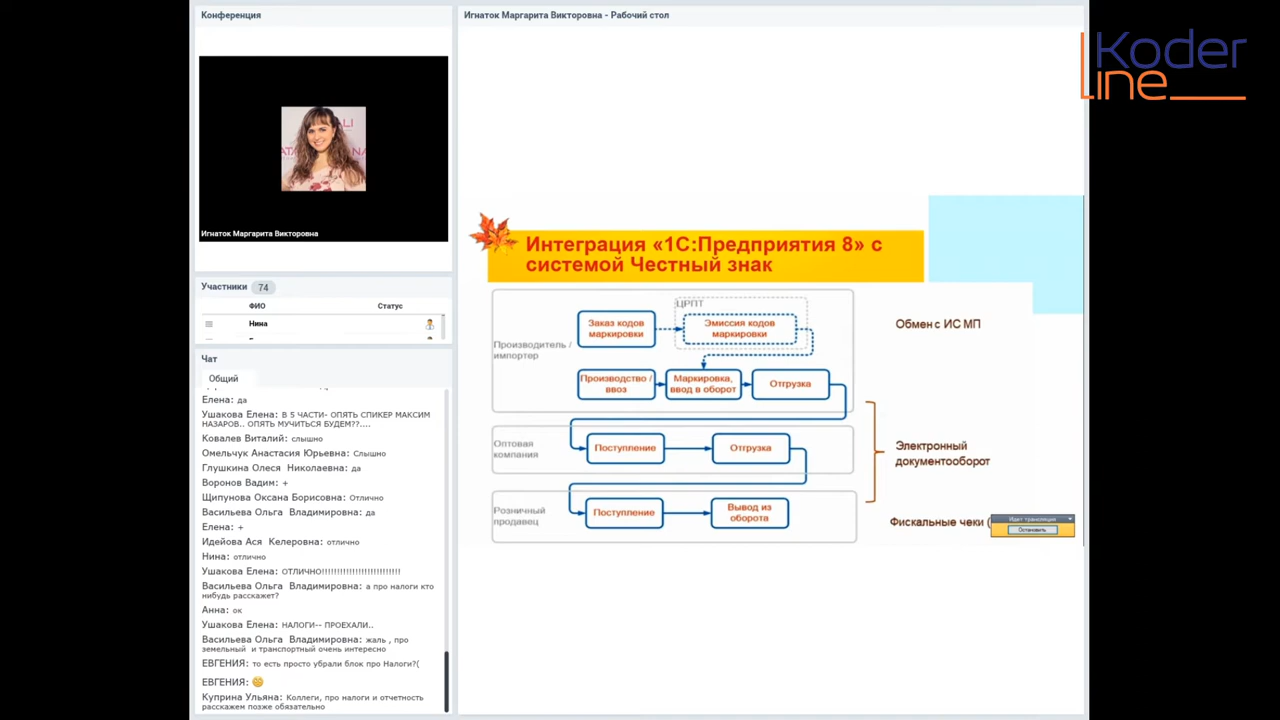 Конференция
Игнаток Маргарита Викторовна - Рабочий стол
Koder
line
Игнаток Маргарита Викторовна
Участники 74
ФИО Статус
Нина
Чат
Общий
Елена: да
Ушакова Елена: В 5 ЧАСТИ- ОПЯТЬ СПИКЕР МАКСИМ
НАЗАРОВ.. ОПЯТЬ МУЧИТЬСЯ БУДЕМ??....
Ковалев Виталий: слышно
Омельчук Анастасия Юрьевна: Слышно
Глушкина Олеся Николаевна: да
Воронов Вадим: +
Щипунова Оксана Борисовна: Отлично
Васильева Ольга Владимировна: да
Елена: +
Идейова Ася Келеровна: отлично
Нина: отлично
Ушакова Елена: ОТЛИЧНО!!!!!!!!!!!!!!!!!!!!!!!!!
Васильева Ольга Владимировна: а про налоги кто
нибудь расскажет?
Анна: ок
Ушакова Елена: НАЛОГИ-- ПРОЕХАЛИ..
Васильева Ольга Владимировна: жаль , про
земельный и транспортный очень интересно
ЕВГЕНИЯ: то есть просто убрали блок про Налоги?(
ЕВГЕНИЯ:
Куприна Ульяна: Коллеги, про налоги и отчетность
расскажем позже обязательно
Интеграция «1С:Предприятия 8» с
системой Честный знак
ЦРПТ
Заказ кодов
маркировки
Эмиссия кодов
маркировки
Производитель /
импортер
Производство /
ввоз
Маркировка,
ввод в оборот
Отгрузка
Оптовая
компания
Поступление
Отгрузка
Розничный
продавец
Поступление
Вывод из
оборота
Обмен с ИС МП
Электронный
документооборот
Фискальные чеки (
Идет трансляция
Остановить